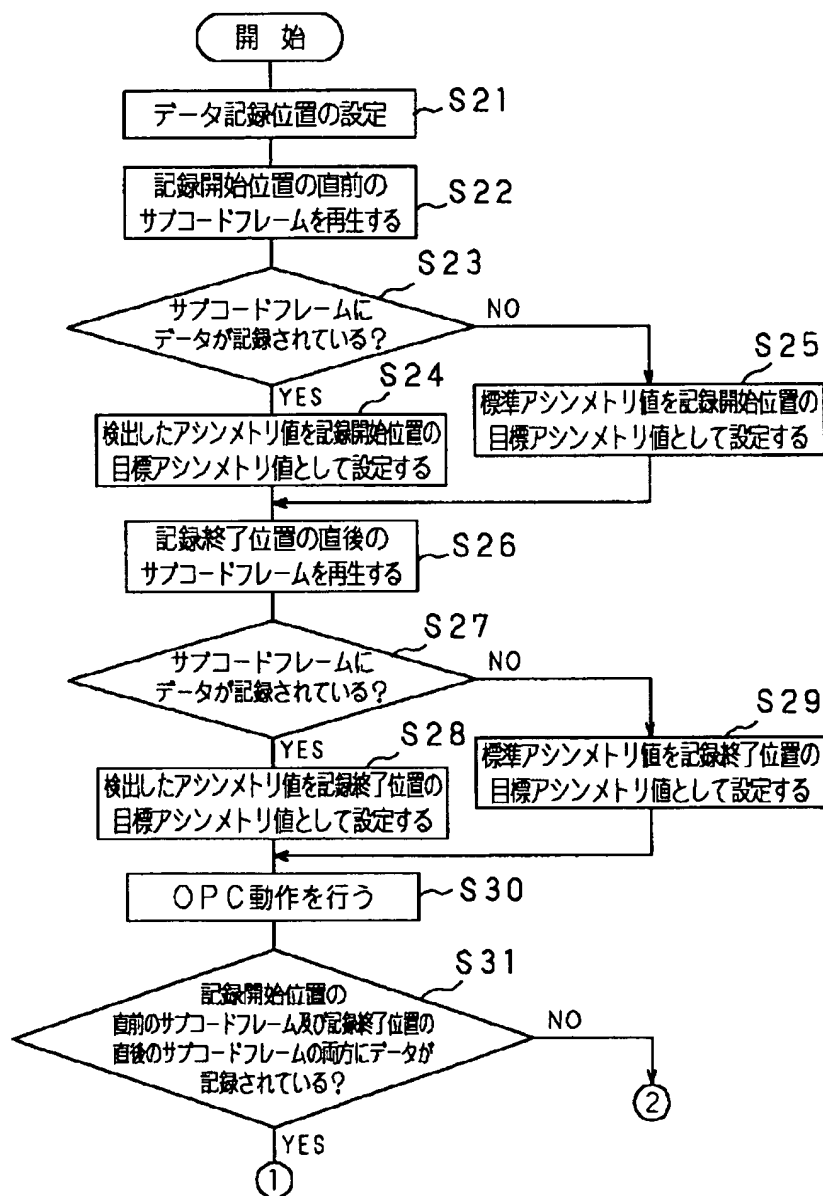 開 始
データ記録位置の設定
S21
記録開始位置の直前の
サブコードフレームを再生する
S22
S23
サブコードフレームに
データが記録されている?
NO
YES
S24
検出したアシンメトリ値を記録開始位置の
目標アシンメトリ値として設定する
S25
標準アシンメトリ値を記録開始位置の
目標アシンメトリ値として設定する
記録終了位置の直後の
サブコードフレームを再生する
S26
S27
サブコードフレームに
データが記録されている?
NO
YES
S28
検出したアシンメトリ値を記録終了位置の
目標アシンメトリ値として設定する
S29
標準アシンメトリ値を記録終了位置の
目標アシンメトリ値として設定する
OPC動作を行う
S30
S31
記録開始位置の
直前のサブコードフレーム及び記録終了位置の
直後のサブコードフレームの両方にデータが
記録されている?
NO
②
YES
①